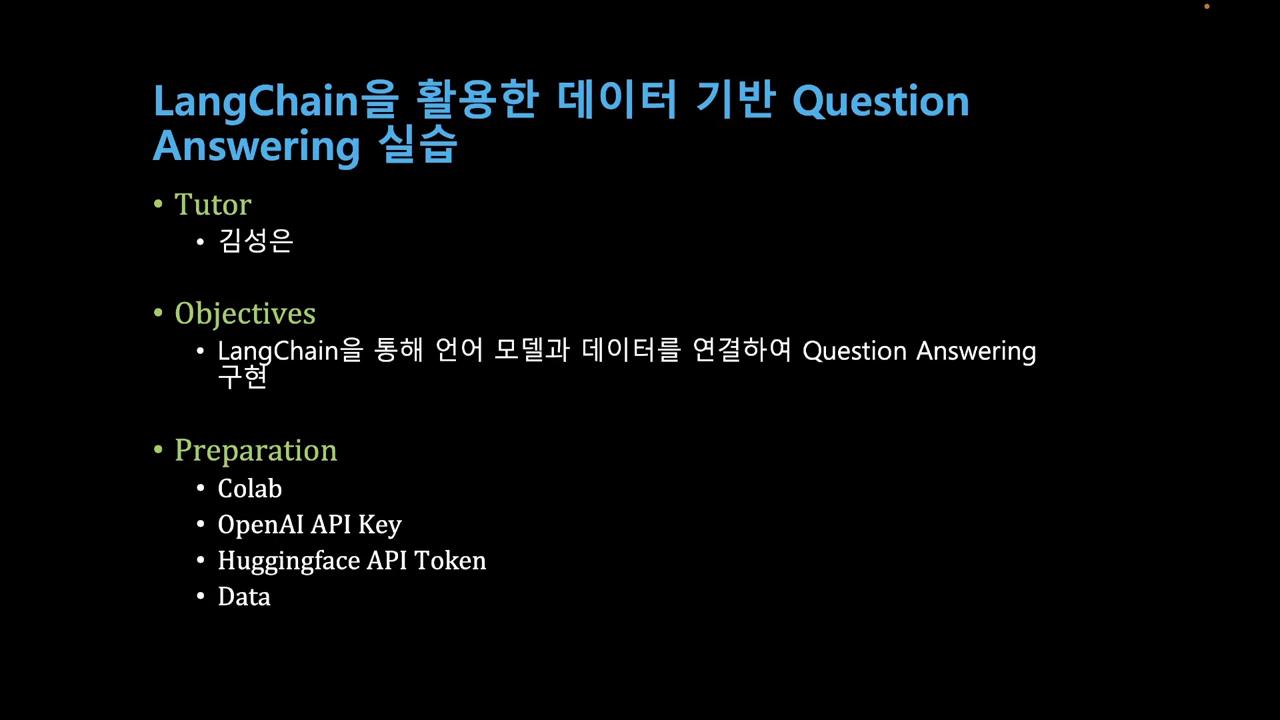 LangChain을 활용한 데이터 기반 Question
Answering 실습
• Tutor
• 김성은
• Objectives
• LangChain을 통해 언어 모델과 데이터를 연결하여 Question Answering
구현
• Preparation
• Colab
• OpenAI API Key
• Huggingface API Token
• Data